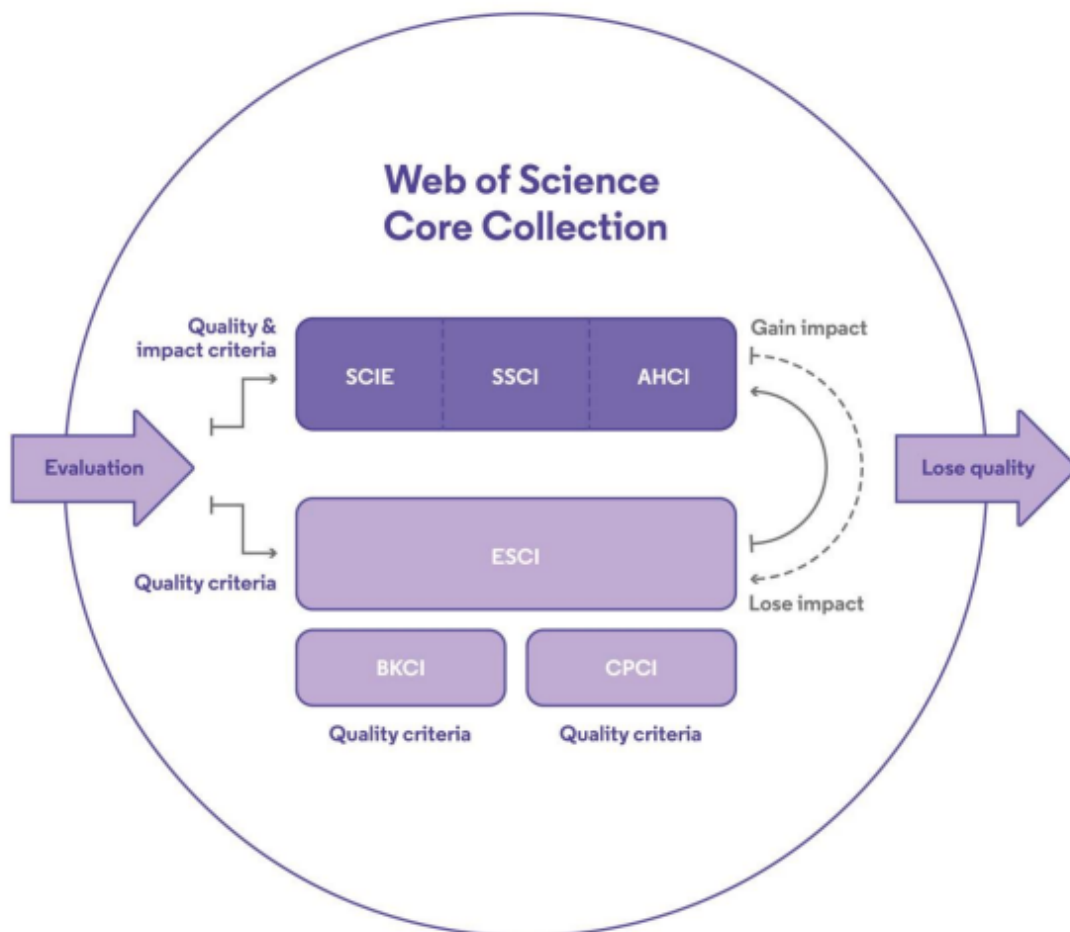 Web of Science
Core Collection
Quality &
impact criteria
SCIE
SSCI
AHCI
Gain impact
Evaluation
Lose quality
Quality criteria
ESCI
Lose impact
BKCI
CPCI
Quality criteria
Quality criteria